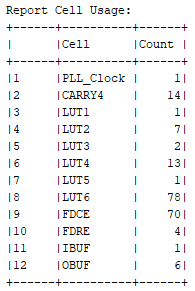 Report Cell Usage:
+------+----------+------+
|      |Cell      |Count |
+------+----------+------+
|1     |PLL_Clock |     1|
|2     |CARRY4    |    14|
|3     |LUT1      |     1|
|4     |LUT2      |     7|
|5     |LUT3      |     2|
|6     |LUT4      |    13|
|7     |LUT5      |     1|
|8     |LUT6      |    78|
|9     |FDCE      |    70|
|10    |FDRE      |     4|
|11    |IBUF      |     1|
|12    |OBUF      |     6|
+------+----------+------+